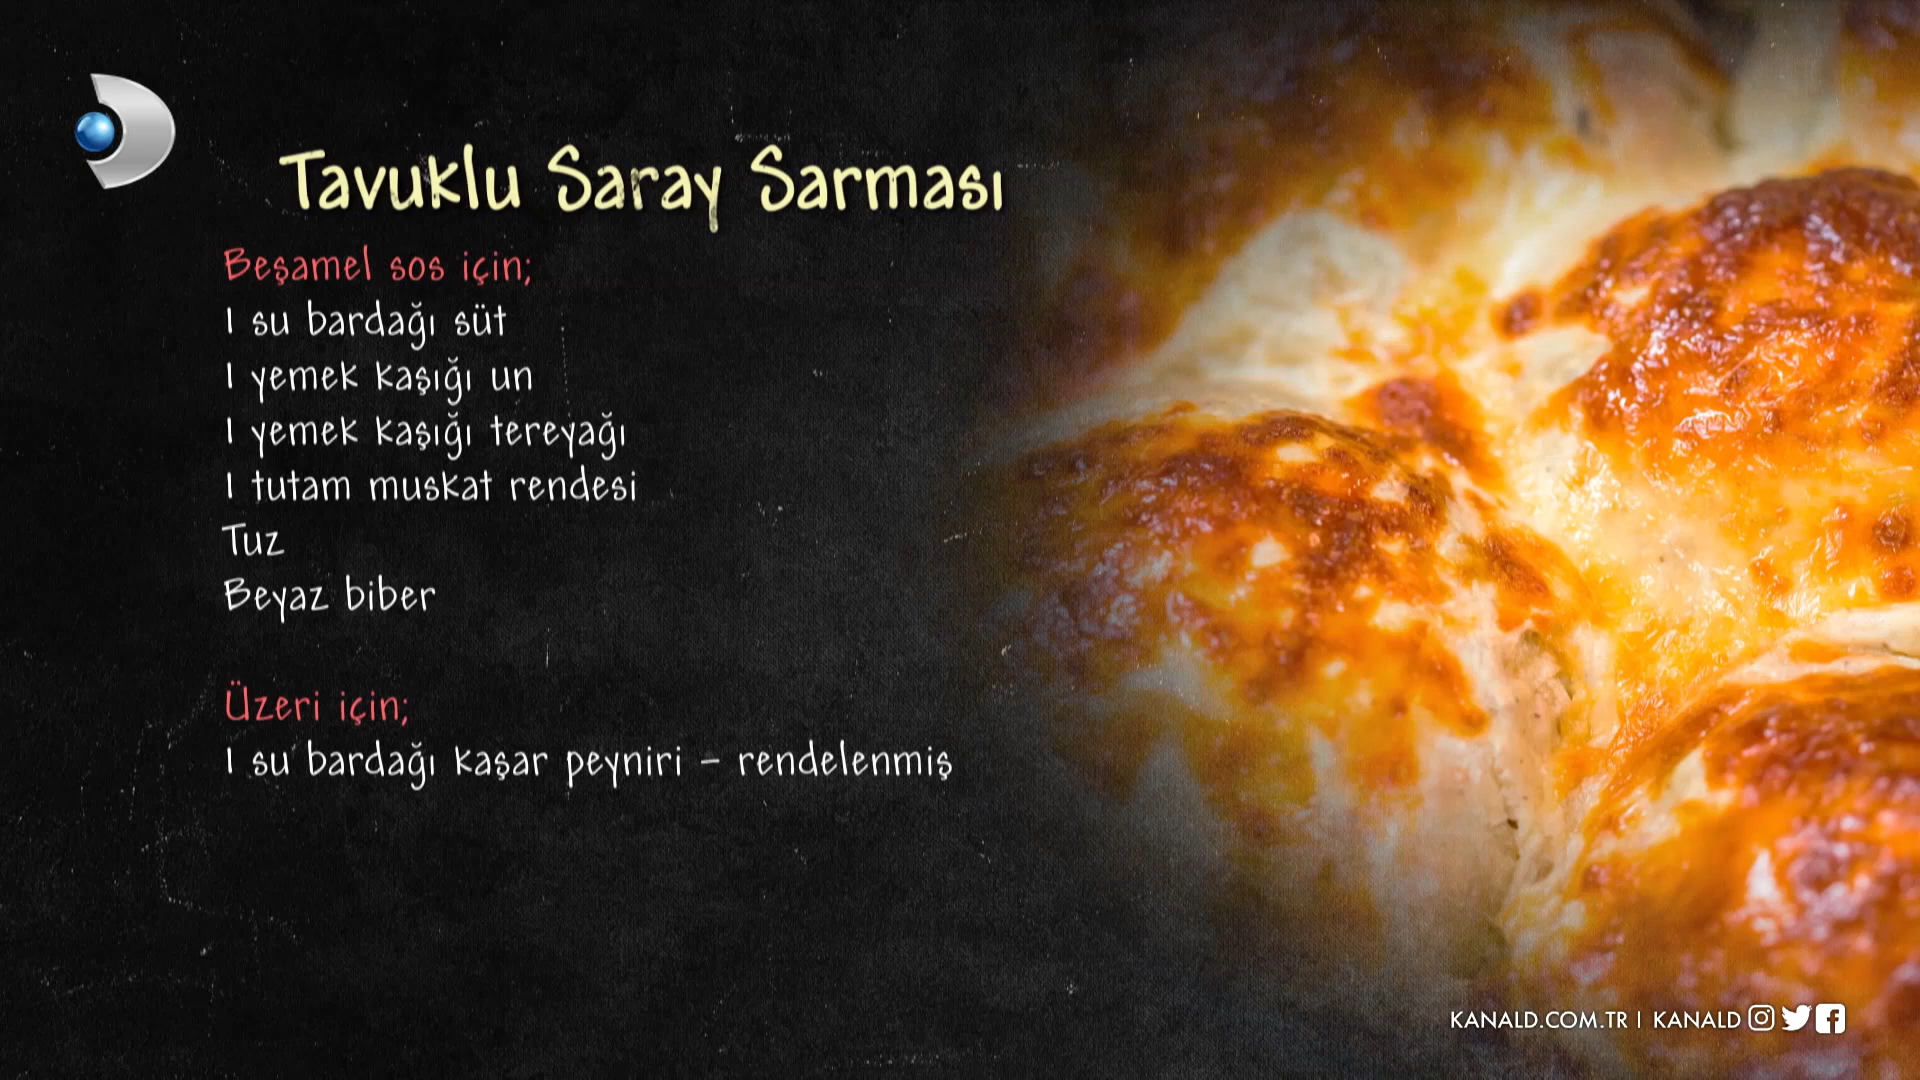 Tavuklu Saray Sarması
Beşamel sos için;
1 su bardağı süt
1 yemek kaşığı un
1 yemek kaşığı tereyağı
1 tutam muskat rendesi
Tuz
Beyaz biber
Üzeri için;
1 su bardağı kaşar peyniri – rendelenmiş
KANALD.COM.TR | KANALD